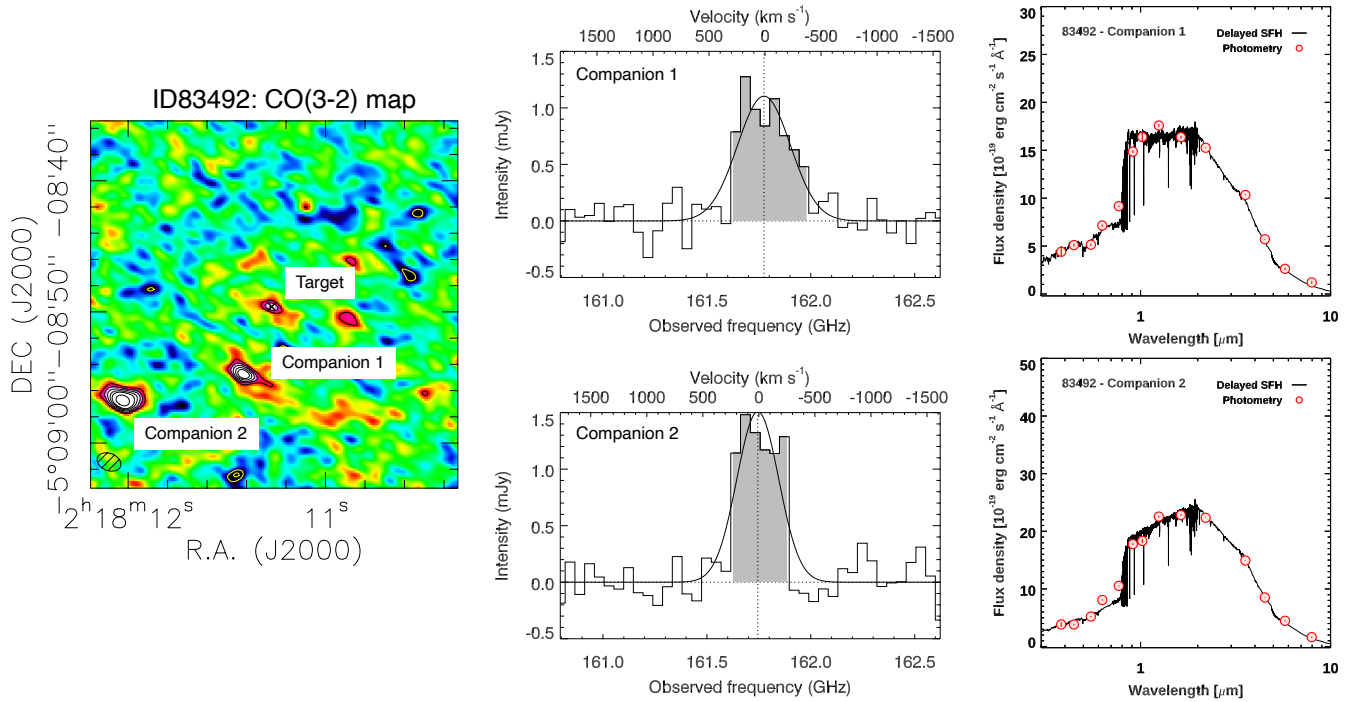 ID83492: CO(3-2) map
DEC (J2000)
-08'40"
-08'50"
5°09'00"
Target
Companion 1
Companion 2
2h18m12s
11s
R.A. (J2000)
Velocity (km s-1)
1500 1000 500 0 -500 -1000 -1500
Companion 1
Intensity (mJy)
1.5
1.0
0.5
0.0
-0.5
161.0 161.5 162.0 162.5
Observed frequency (GHz)
Velocity (km s-1)
1500 1000 500 0 -500 -1000 -1500
Companion 2
Intensity (mJy)
1.5
1.0
0.5
0.0
-0.5
161.0 161.5 162.0 162.5
Observed frequency (GHz)
83492 - Companion 1
Delayed SFH
Photometry
Flux density [10-19 erg cm-2 s-1 Å-1]
30
25
20
15
10
5
0
1 10
Wavelength [μm]
83492 - Companion 2
Delayed SFH
Photometry
Flux density [10-19 erg cm-2 s-1 Å-1]
50
40
30
20
10
0
1 10
Wavelength [μm]